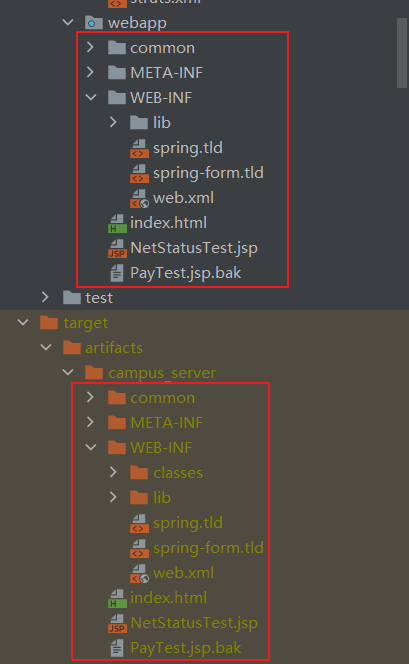 struts.xml
webapp
common
META-INF
WEB-INF
lib
spring.tld
spring-form.tld
web.xml
index.html
NetStatusTest.jsp
PayTest.jsp.bak
test
target
artifacts
campus_server
common
META-INF
WEB-INF
classes
lib
spring.tld
spring-form.tld
web.xml
index.html
NetStatusTest.jsp
PayTest.jsp.bak